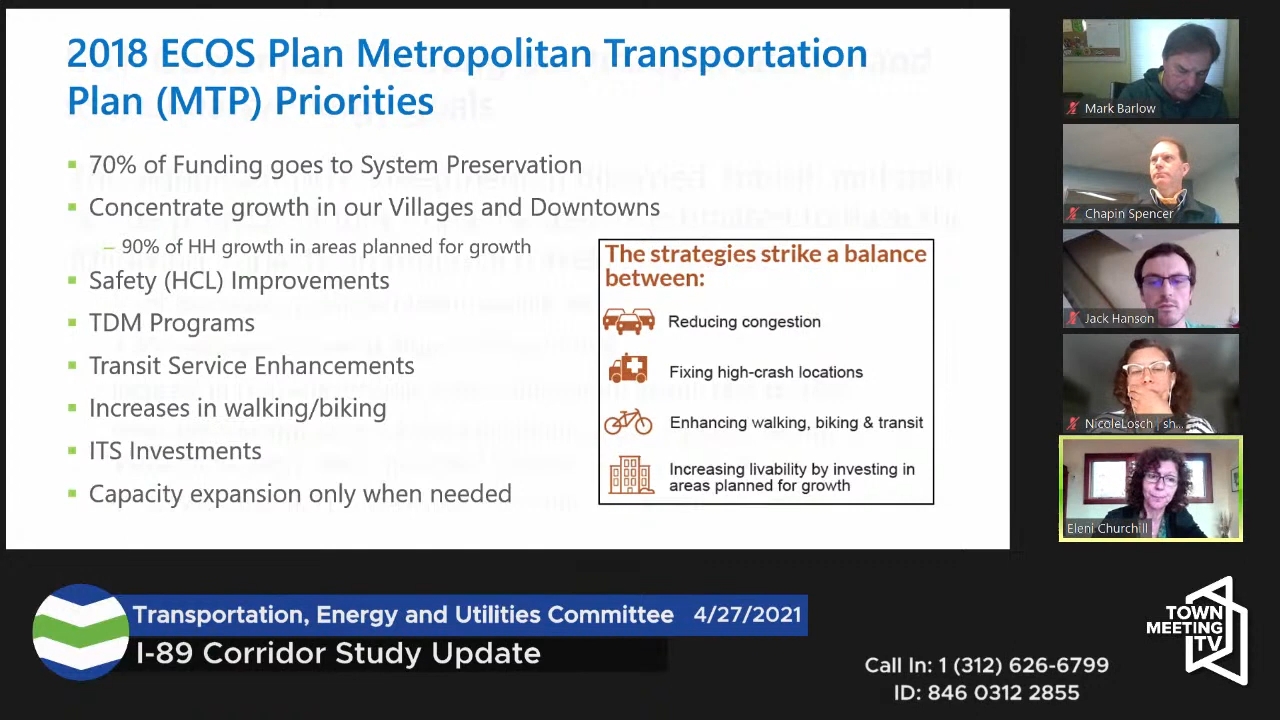 2018 ECOS Plan Metropolitan Transportation
Plan (MTP) Priorities
70% of Funding goes to System Preservation
Concentrate growth in our Villages and Downtowns
– 90% of HH growth in areas planned for growth
Safety (HCL) Improvements
TDM Programs
Transit Service Enhancements
Increases in walking/biking
ITS Investments
Capacity expansion only when needed
The strategies strike a balance
between:
Reducing congestion
Fixing high-crash locations
Enhancing walking, biking & transit
Increasing livability by investing in
areas planned for growth
Mark Barlow
Chapin Spencer
Jack Hanson
NicoleLosch | sh...
Eleni Churchill
Transportation, Energy and Utilities Committee 4/27/2021
I-89 Corridor Study Update
Call In: 1 (312) 626-6799
ID: 846 0312 2855
TOWN
MEETING
TV